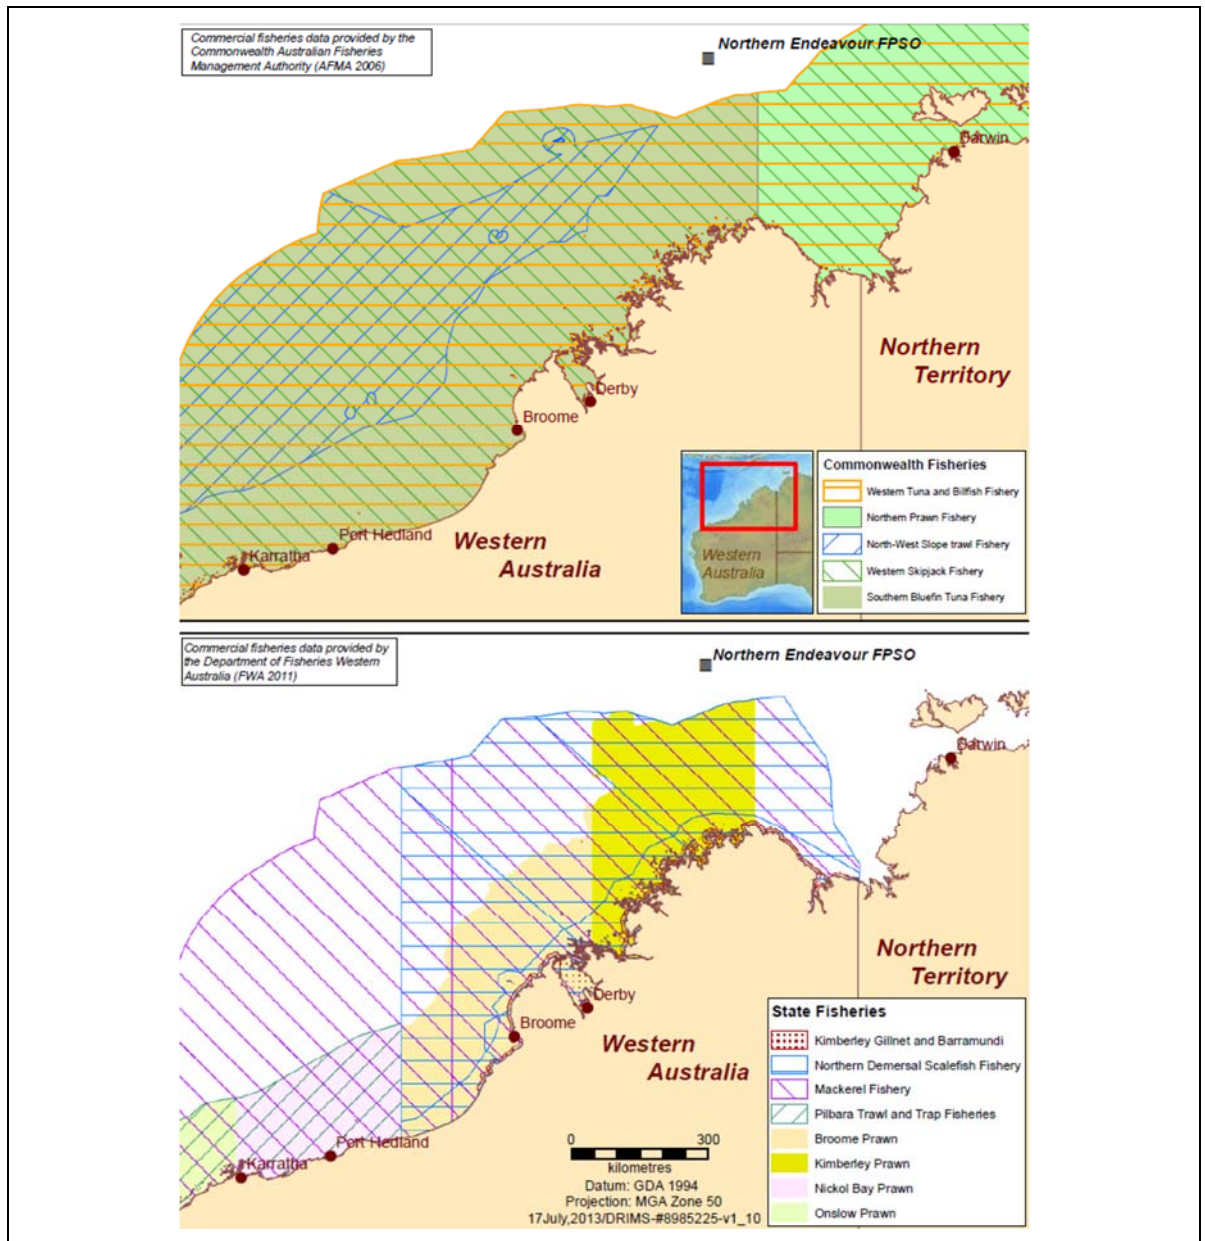 Commercial fisheries data provided by the
Commonwealth Australian Fisheries
Management Authority (AFMA 2006)
Northern Endeavour FPSO
Darwin
Northern
Territory
Derby
Broome
Port Hedland
Karratha
Western
Australia
Western
Australia
Commonwealth Fisheries
Western Tuna and Billfish Fishery
Northern Prawn Fishery
North-West Slope trawl Fishery
Western Skipjack Fishery
Southern Bluefin Tuna Fishery
Commercial fisheries data provided by
the Department of Fisheries Western
Australia (FWA 2011)
Northern Endeavour FPSO
Darwin
Northern
Territory
Derby
Broome
Western
Australia
Port Hedland
Karratha
State Fisheries
Kimberley Gillnet and Barramundi
Northern Demersal Scalefish Fishery
Mackerel Fishery
Pilbara Trawl and Trap Fisheries
Broome Prawn
Kimberley Prawn
Nickol Bay Prawn
Onslow Prawn
0 300
kilometres
Datum: GDA 1994
Projection: MGA Zone 50
17July,2013/DRIMS-#8985225-v1_10